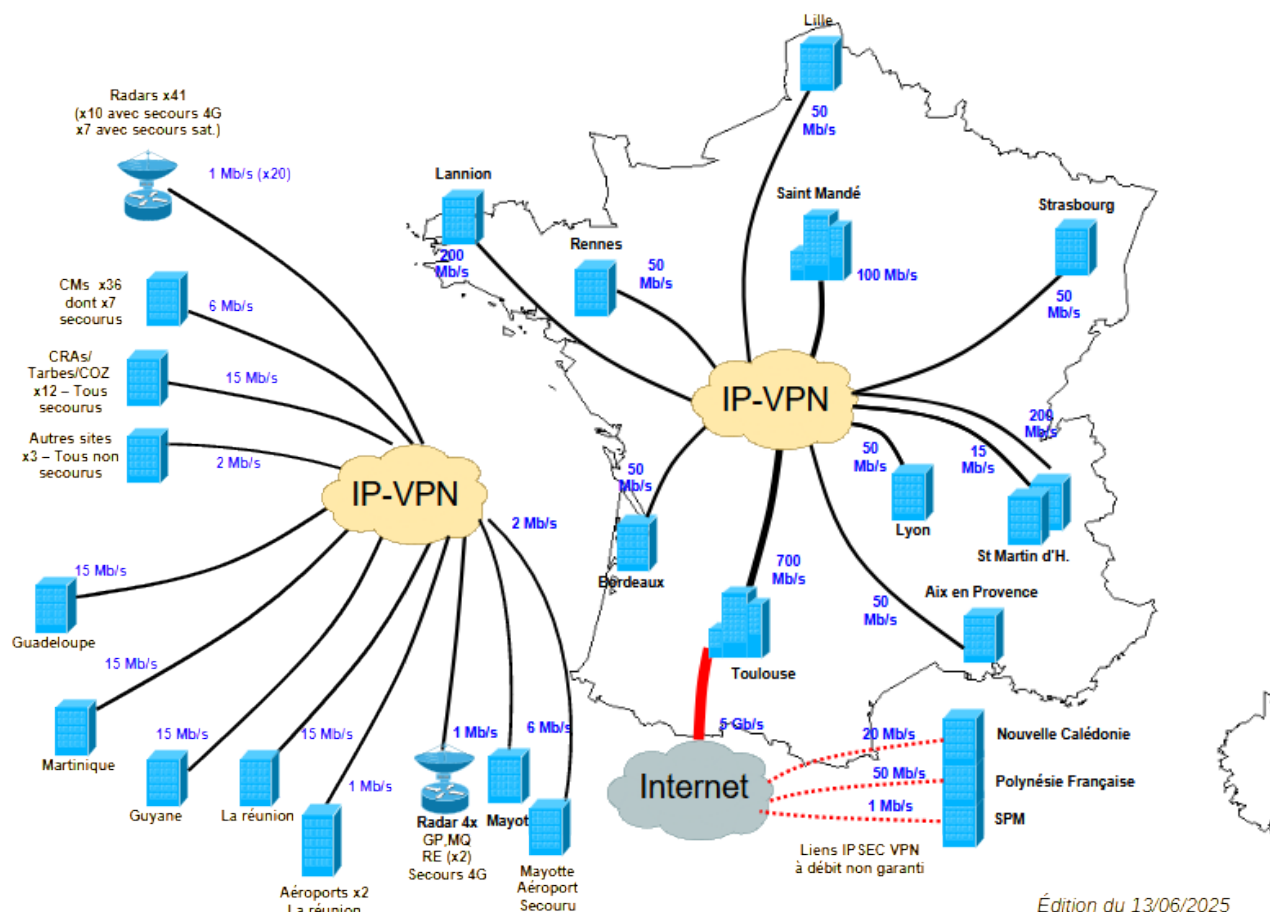 Lille
Radars x41
(x10 avec secours 4G
x7 avec secours sat.)
50
Mb/s
1 Mb/s (x20)
Lannion
Saint Mandé
Strasbourg
Rennes
200
Mb/s
50
Mb/s
100 Mb/s
50
Mb/s
CMs x36
dont x7
secourus
6 Mb/s
CRAs/
Tarbes/COZ
x12 – Tous
secourus
15 Mb/s
IP-VPN
Autres sites
x3 – Tous non
secourus
2 Mb/s
200
Mb/s
15
Mb/s
50
Mb/s
50
Mb/s
IP-VPN
2 Mb/s
Lyon
St Martin d'H.
Bordeaux
700
Mb/s
15 Mb/s
Aix en Provence
50
Mb/s
Guadeloupe
15 Mb/s
Toulouse
5 Gb/s
15 Mb/s
15 Mb/s
1 Mb/s
6 Mb/s
20 Mb/s
Nouvelle Calédonie
Martinique
1 Mb/s
Internet
50 Mb/s
Polynésie Française
1 Mb/s
SPM
Guyane
La réunion
Radar 4x
GP,MQ
RE (x2)
Secours 4G
Mayot
Liens IPSEC VPN
à débit non garanti
Mayotte
Aéroport
Secouru
Aéroports x2
La réunion
Édition du 13/06/2025